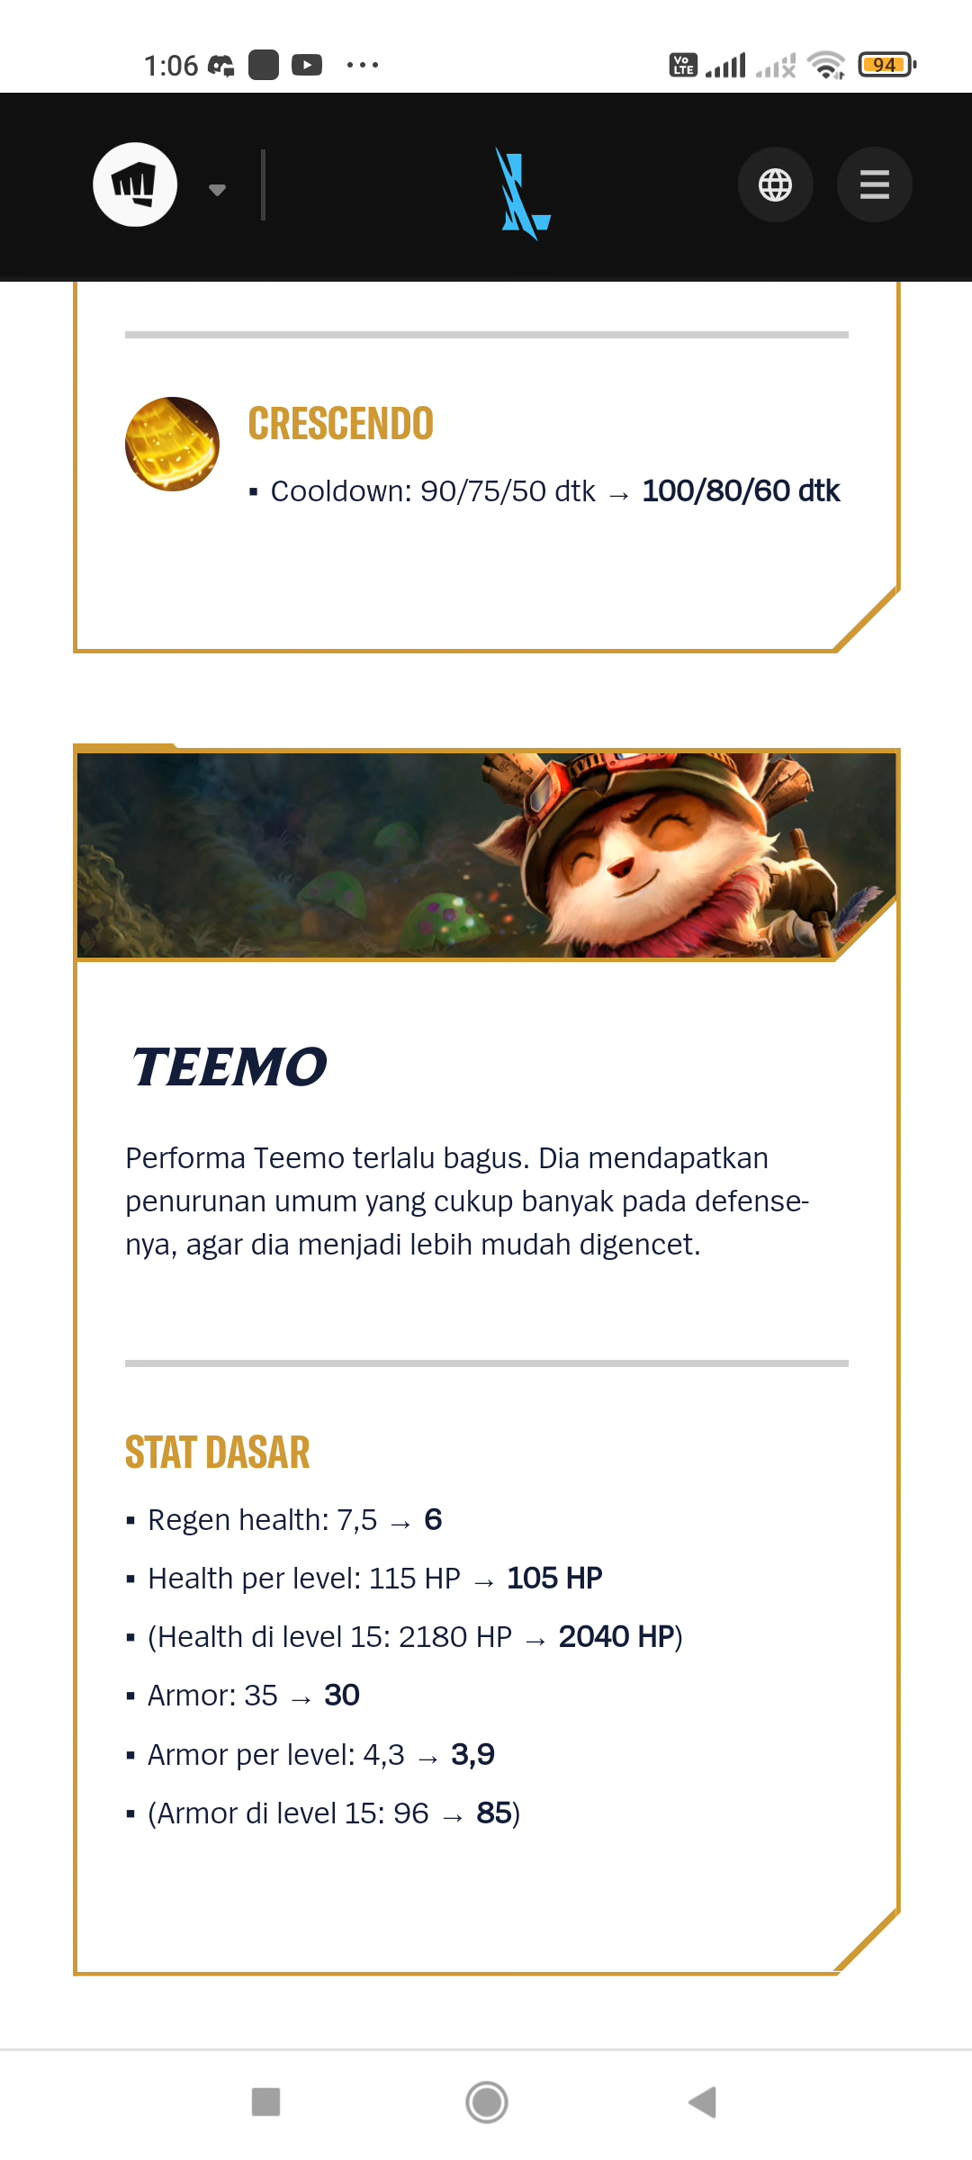 1:06
Vo LTE
94
CRESCENDO
▪ Cooldown: 90/75/50 dtk → 100/80/60 dtk
TEEMO
Performa Teemo terlalu bagus. Dia mendapatkan
penurunan umum yang cukup banyak pada defense-
nya, agar dia menjadi lebih mudah digencet.
STAT DASAR
▪ Regen health: 7,5 → 6
▪ Health per level: 115 HP → 105 HP
▪ (Health di level 15: 2180 HP → 2040 HP)
▪ Armor: 35 → 30
▪ Armor per level: 4,3 → 3,9
▪ (Armor di level 15: 96 → 85)